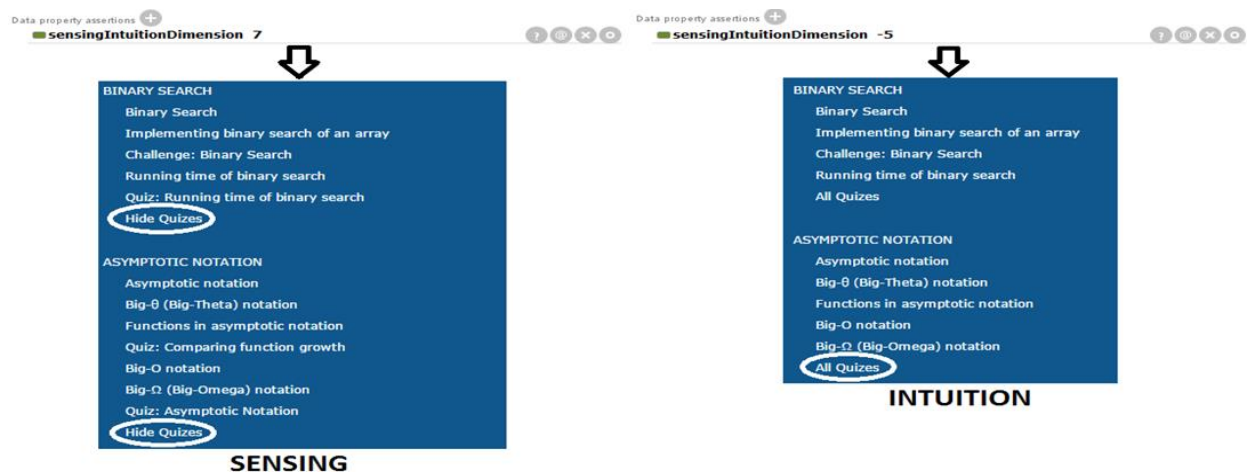 Data property assertions
sensingIntuitionDimension 7
BINARY SEARCH
Binary Search
Implementing binary search of an array
Challenge: Binary Search
Running time of binary search
Quiz: Running time of binary search
Hide Quizes
ASYMPTOTIC NOTATION
Asymptotic notation
Big-θ (Big-Theta) notation
Functions in asymptotic notation
Quiz: Comparing function growth
Big-O notation
Big-Ω (Big-Omega) notation
Quiz: Asymptotic Notation
Hide Quizes
SENSING
Data property assertions
sensingIntuitionDimension -5
BINARY SEARCH
Binary Search
Implementing binary search of an array
Challenge: Binary Search
Running time of binary search
All Quizes
ASYMPTOTIC NOTATION
Asymptotic notation
Big-θ (Big-Theta) notation
Functions in asymptotic notation
Big-O notation
Big-Ω (Big-Omega) notation
All Quizes
INTUITION